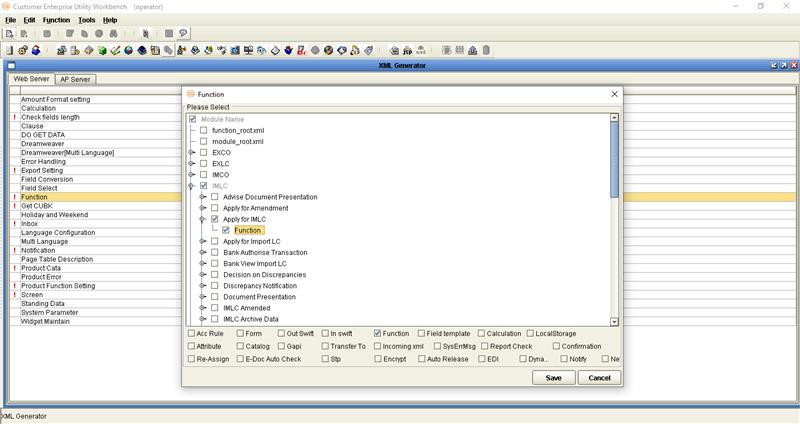 Customer Enterprise Utility Workbench (operator)
File Edit Function Tools Help
XML Generator
Web Server AP Server
Amount Format setting
Calculation
! Check fields length
Clause
DO GET DATA
Dreamweaver
Dreamweaver[Multi Language]
Error Handling
! Export Setting
Field Conversion
Field Select
! Function
! Get CUBK
Holiday and Weekend
! Inbox
Language Configuration
Multi Language
! Notification
Page Table Description
! Product Cata
Product Error
! Product Function Setting
! Screen
Standing Data
System Parameter
Widget Maintain
Function
Please Select
Module Name
function_root.xml
module_root.xml
EXCO
EXLC
IMCO
IMLC
Advise Document Presentation
Apply for Amendment
Apply for IMLC
Function
Apply for Import LC
Bank Authorise Transaction
Bank View Import LC
Decision on Discrepancies
Discrepancy Notification
Document Presentation
IMLC Amended
IMLC Archive Data
Acc Rule Form Out Swift In swift Function Field template Calculation LocalStorage
Attribute Catalog Gapi Transfer To Incoming xml SysErrMsg Report Check Confirmation
Re-Assign E-Doc Auto Check Stp Encrypt Auto Release EDI Dyna... Notify Ne
Save Cancel
XML Generator